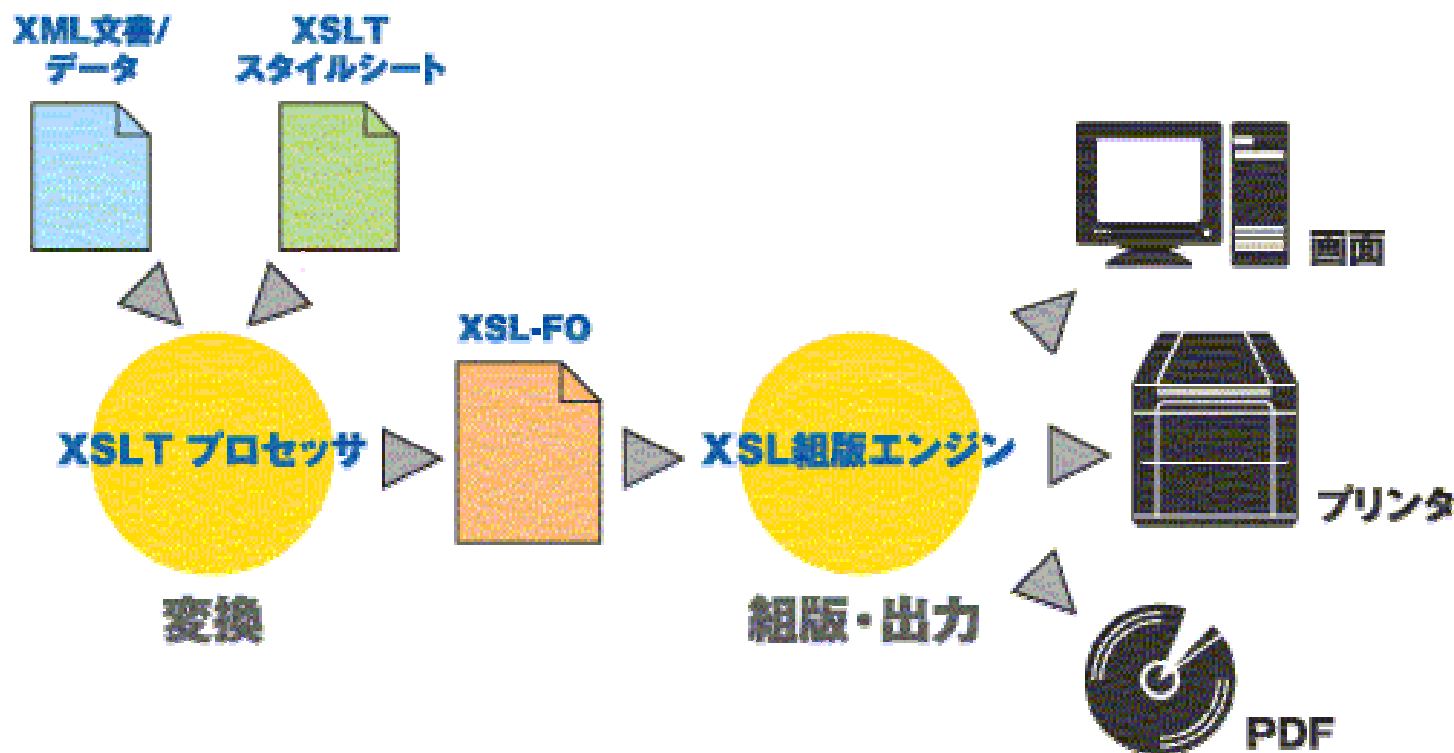 XML文書/
データ
XSLT
スタイルシート
画面
XSL-FO
XSLT プロセッサ
XSL組版エンジン
プリンタ
変換
組版・出力
PDF